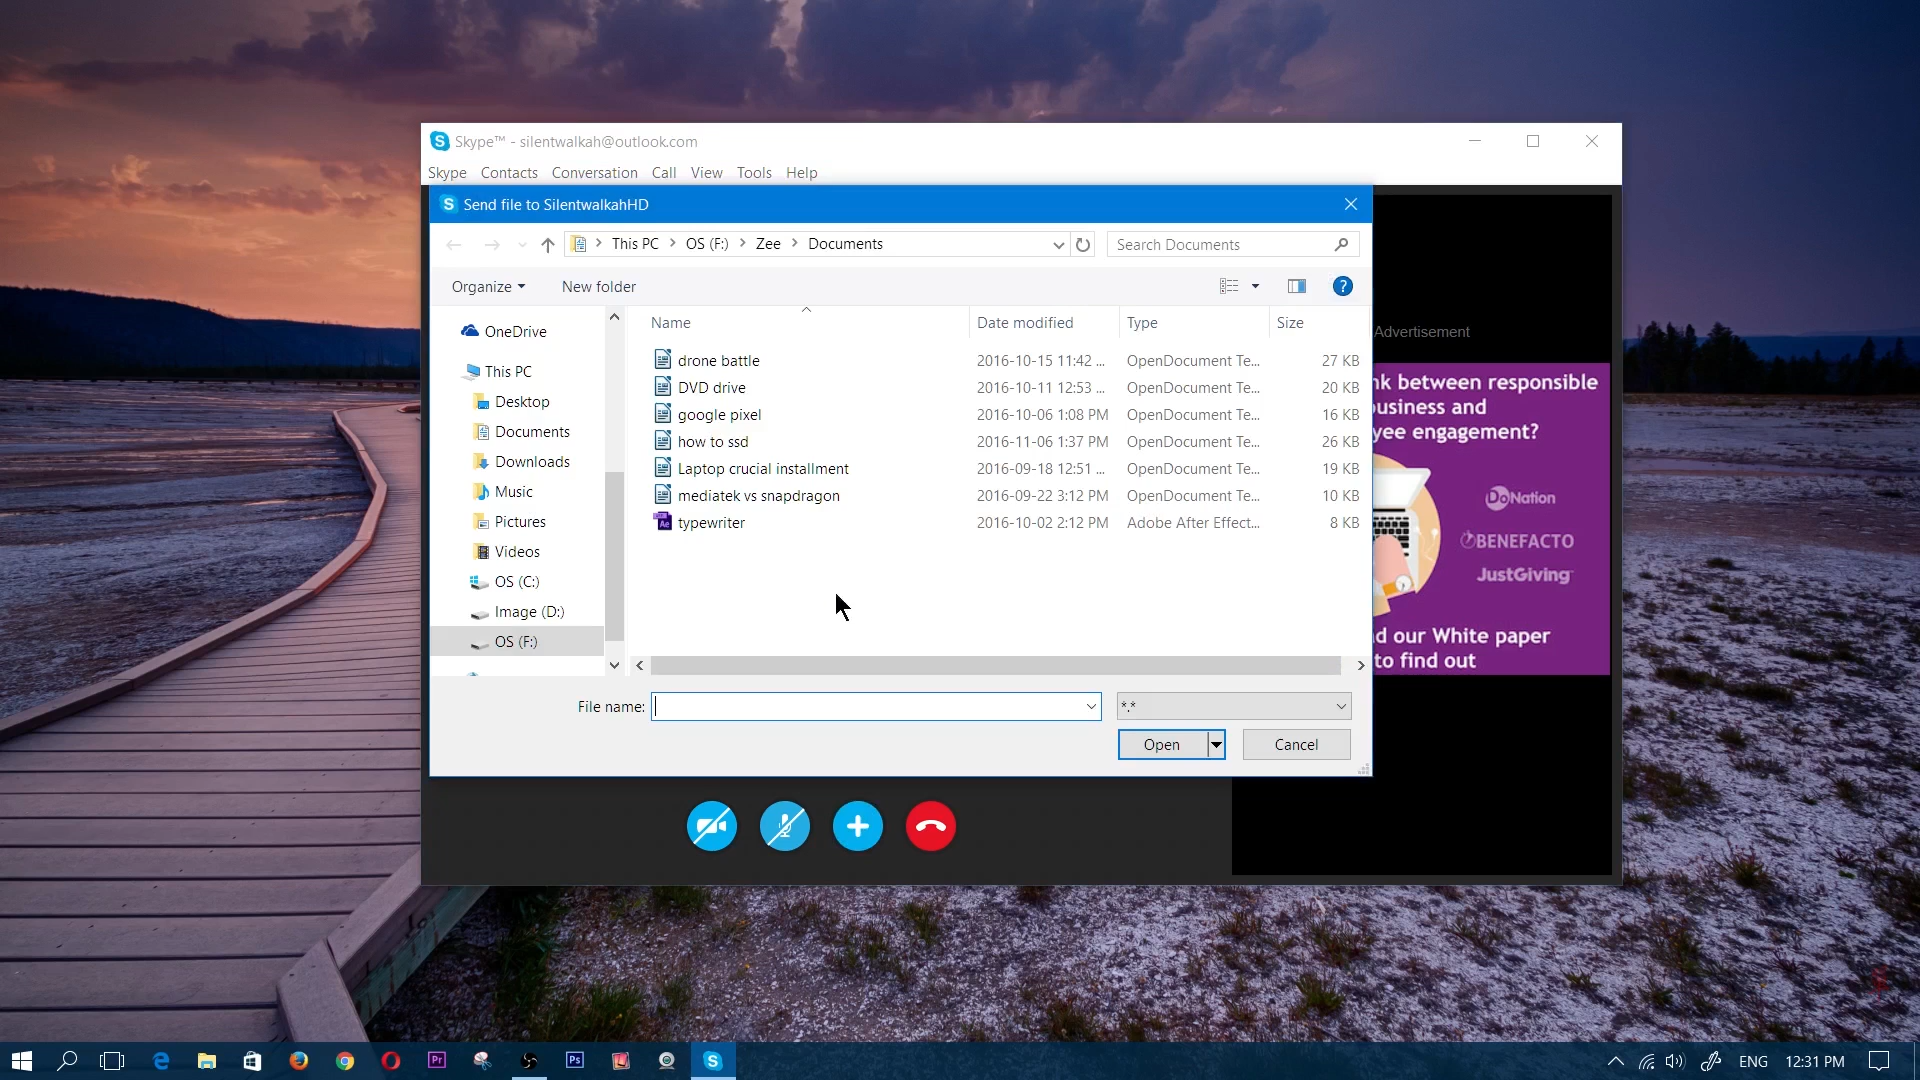 Skype™ - silentwalkah@outlook.com
Skype Contacts Conversation Call View Tools Help
Send file to SilentwalkahHD
This PC OS (F:) Zee Documents
Search Documents
Organize New folder
Name Date modified Type Size
OneDrive
This PC
Desktop
Documents
Downloads
Music
Pictures
Videos
OS (C:)
Image (D:)
OS (F:)
drone battle 2016-10-15 11:42 ... OpenDocument Te... 27 KB
DVD drive 2016-10-11 12:53 ... OpenDocument Te... 20 KB
google pixel 2016-10-06 1:08 PM OpenDocument Te... 16 KB
how to ssd 2016-11-06 1:37 PM OpenDocument Te... 26 KB
Laptop crucial installment 2016-09-18 12:51 ... OpenDocument Te... 19 KB
mediatek vs snapdragon 2016-09-22 3:12 PM OpenDocument Te... 10 KB
typewriter 2016-10-02 2:12 PM Adobe After Effect... 8 KB
File name:
*.*
Open Cancel
Advertisement
nk between responsible
usiness and
yee engagement?
DoNation
BENEFACTO
JustGiving™
d our White paper
to find out
ENG 12:31 PM